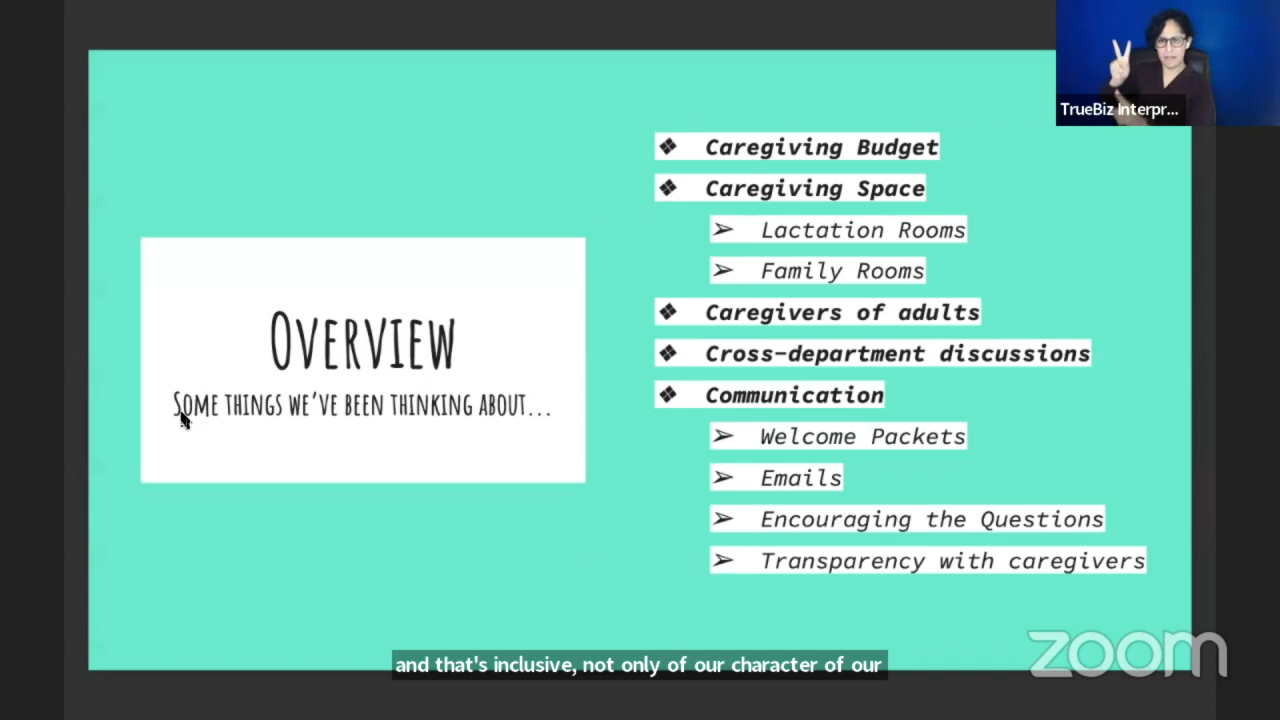 TrueBiz Interpr...
❖ Caregiving Budget
❖ Caregiving Space
➢ Lactation Rooms
➢ Family Rooms
❖ Caregivers of adults
❖ Cross-department discussions
❖ Communication
➢ Welcome Packets
➢ Emails
➢ Encouraging the Questions
➢ Transparency with caregivers
OVERVIEW
SOME THINGS WE'VE BEEN THINKING ABOUT...
and that's inclusive, not only of our character of our
zoom